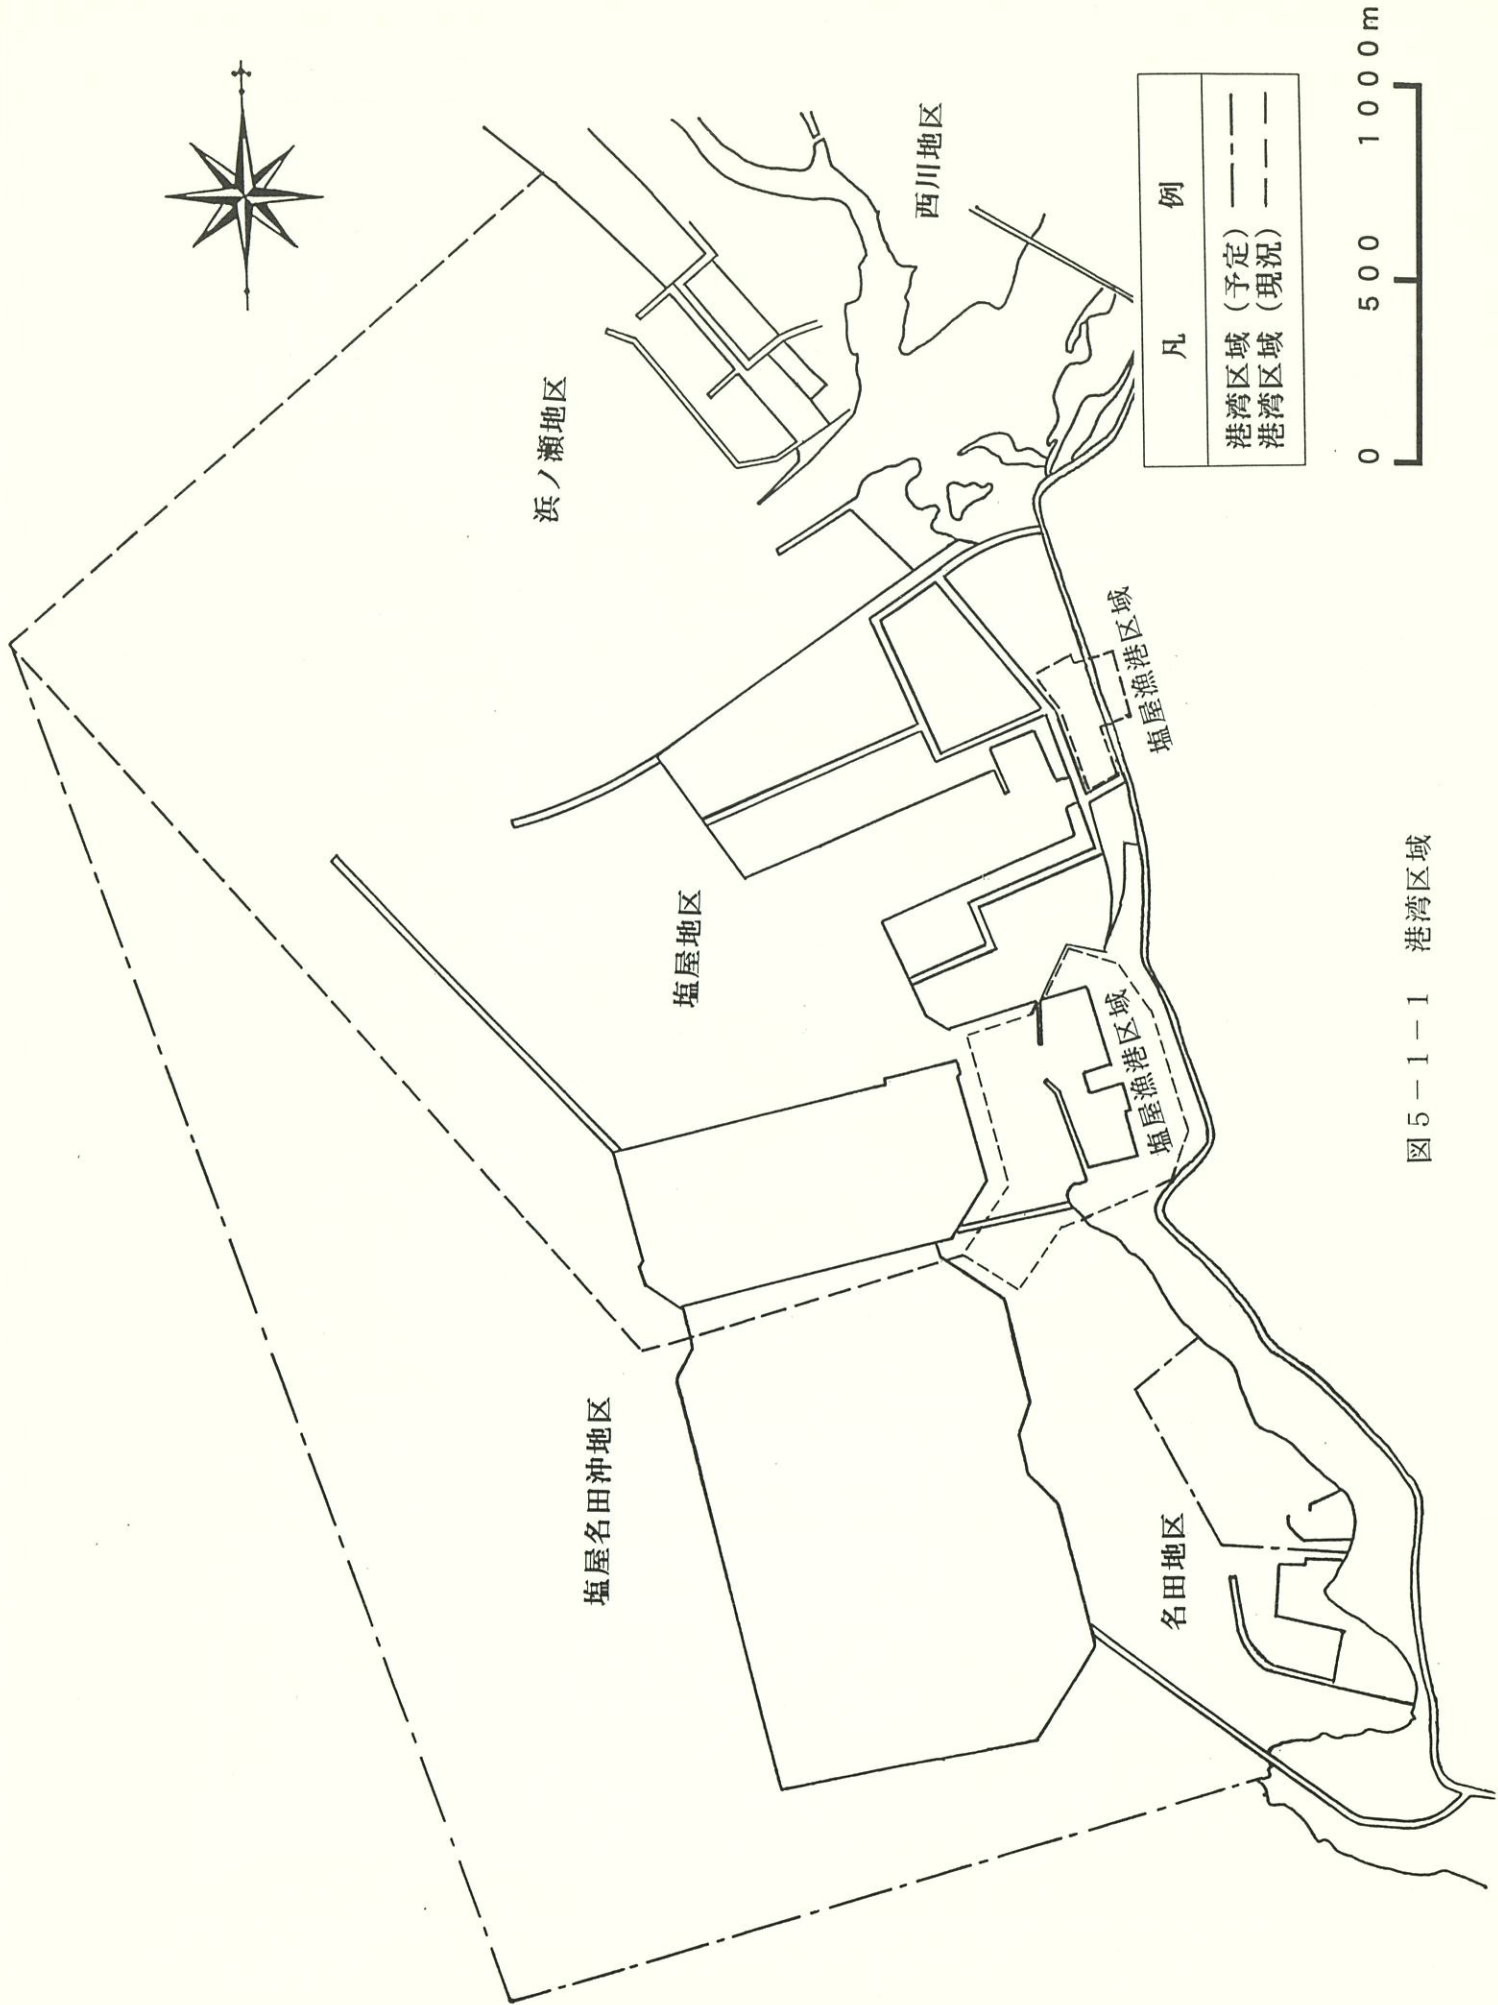 浜ノ瀬地区
西川地区
塩屋地区
塩屋漁港区域
塩屋漁港区域
塩屋名田沖地区
名田地区
凡例
港湾区域（予定）
港湾区域（現況）
0 500 1000m
図5-1-1 港湾区域